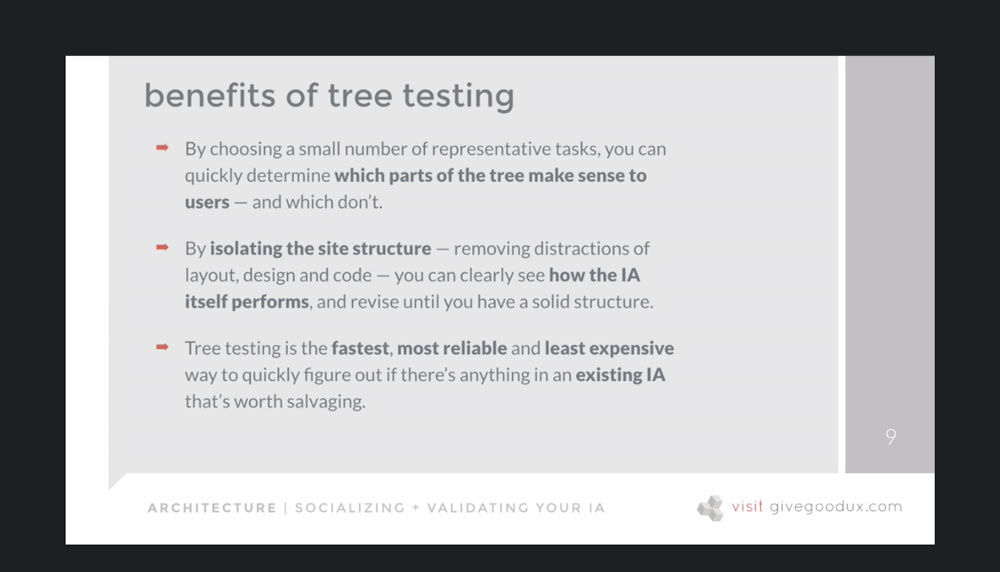 benefits of tree testing
By choosing a small number of representative tasks, you can
quickly determine which parts of the tree make sense to
users — and which don't.
By isolating the site structure — removing distractions of
layout, design and code — you can clearly see how the IA
itself performs, and revise until you have a solid structure.
Tree testing is the fastest, most reliable and least expensive
way to quickly figure out if there's anything in an existing IA
that's worth salvaging.
9
ARCHITECTURE | SOCIALIZING + VALIDATING YOUR IA
visit givegoodux.com